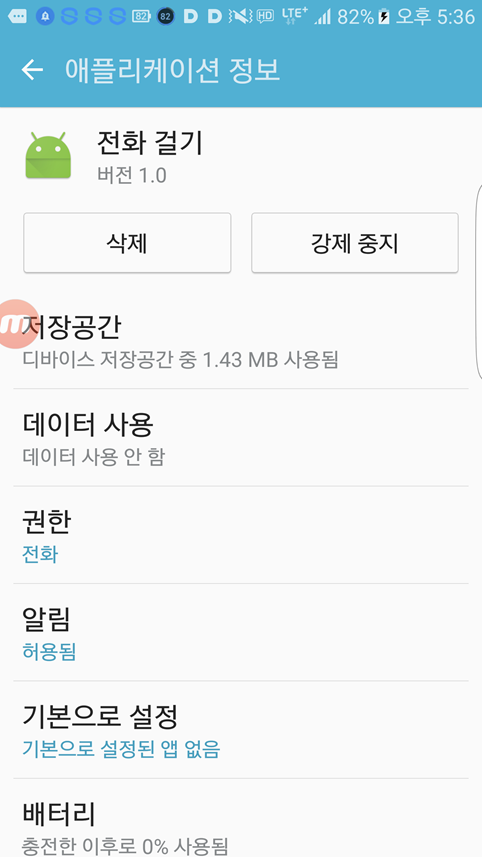 82 82 D D HD LTE+ 82% 오후 5:36
애플리케이션 정보
전화 걸기
버전 1.0
삭제 강제 중지
저장공간
디바이스 저장공간 중 1.43 MB 사용됨
데이터 사용
데이터 사용 안 함
권한
전화
알림
허용됨
기본으로 설정
기본으로 설정된 앱 없음
배터리
충전한 이후로 0% 사용됨